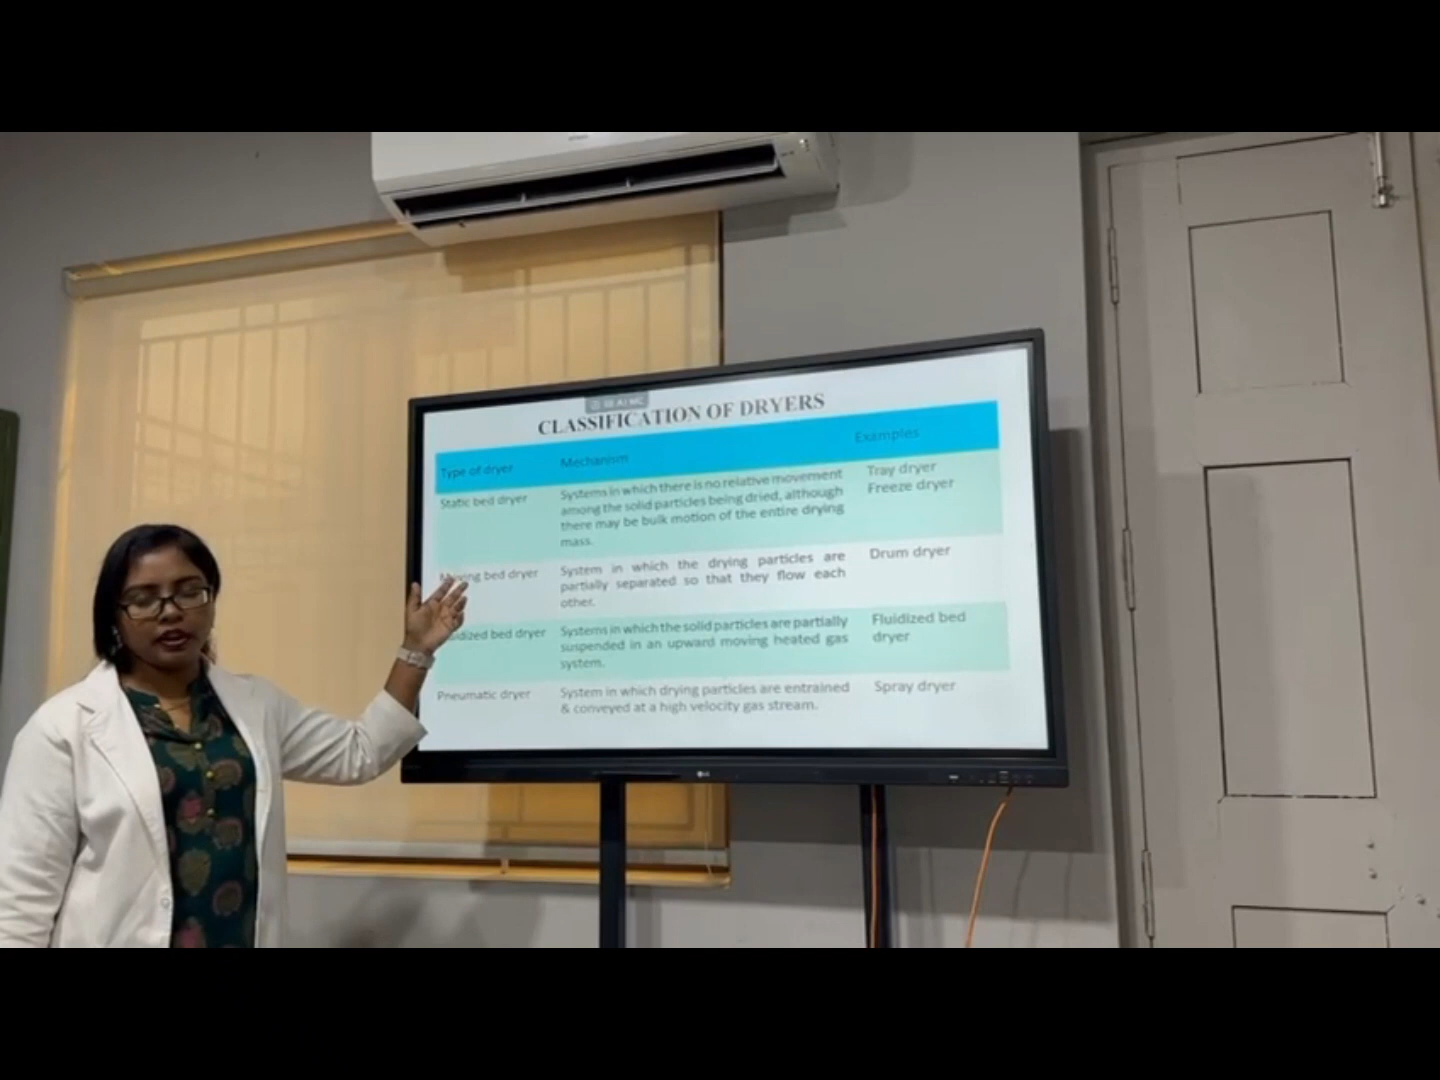 CLASSIFICATION OF DRYERS
Type of dryer
Mechanism
Examples
Static bed dryer
Systems in which there is no relative movement
among the solid particles being dried, although
there may be bulk motion of the entire drying
mass.
Tray dryer
Freeze dryer
bed dryer
System in which the drying particles are
partially separated so that they flow each
other.
Drum dryer
bed dryer
Systems in which the solid particles are partially
suspended in an upward moving heated gas
system.
Fluidized bed
dryer
Pneumatic dryer
System in which drying particles are entrained
& conveyed at a high velocity gas stream.
Spray dryer
LG